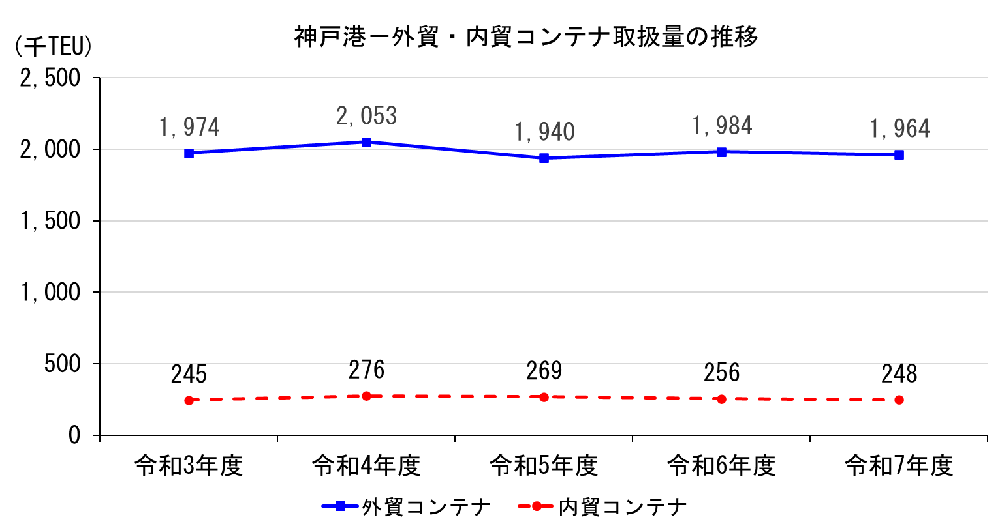 神戸港－外貿・内貿コンテナ取扱量の推移
(千TEU)
2,500
2,000
1,500
1,000
500
0
1,974 2,053 1,940 1,984 1,964
245 276 269 256 248
令和3年度 令和4年度 令和5年度 令和6年度 令和7年度
外貿コンテナ 内貿コンテナ